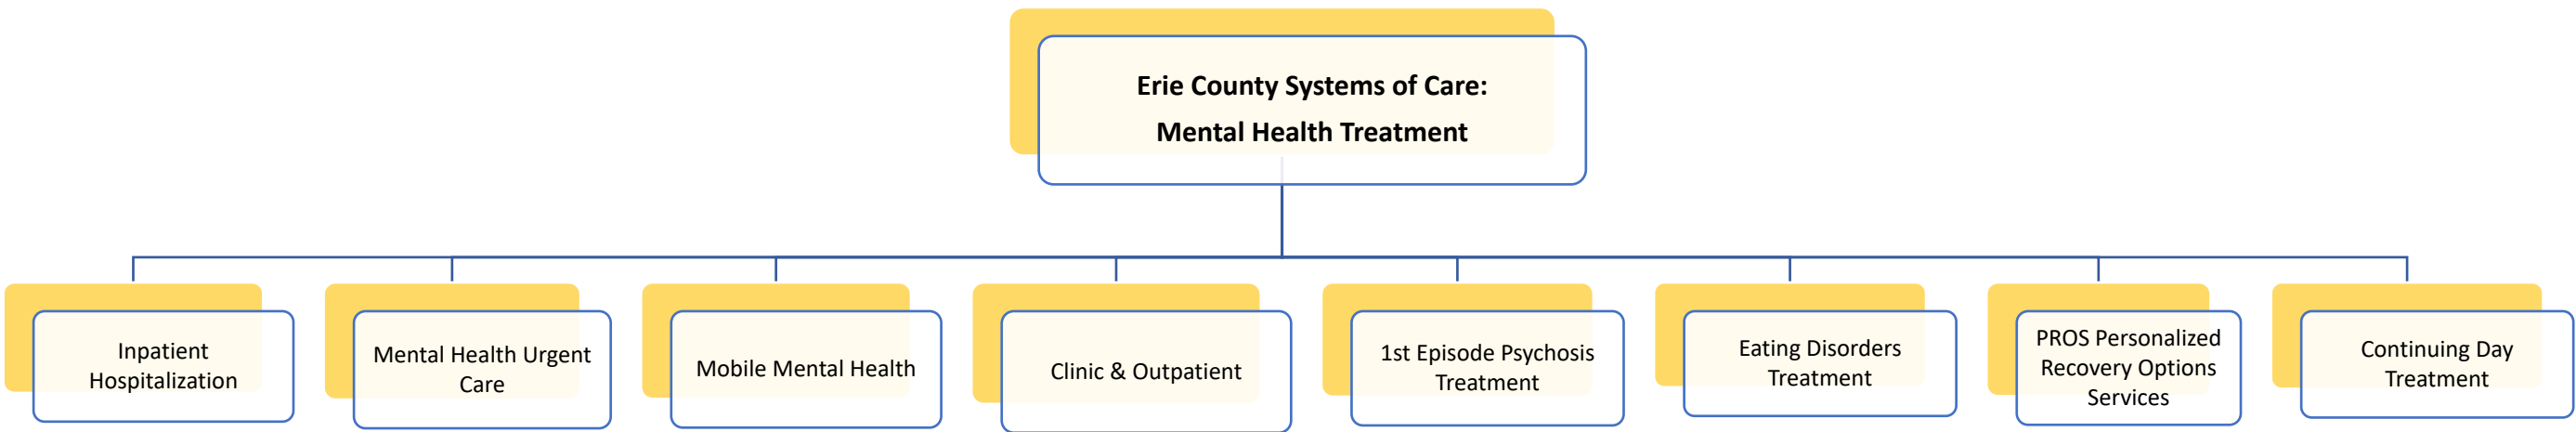 Erie County Systems of Care:
Mental Health Treatment
Inpatient
Hospitalization
Mental Health Urgent
Care
Mobile Mental Health
Clinic & Outpatient
1st Episode Psychosis
Treatment
Eating Disorders
Treatment
PROS Personalized
Recovery Options
Services
Continuing Day
Treatment